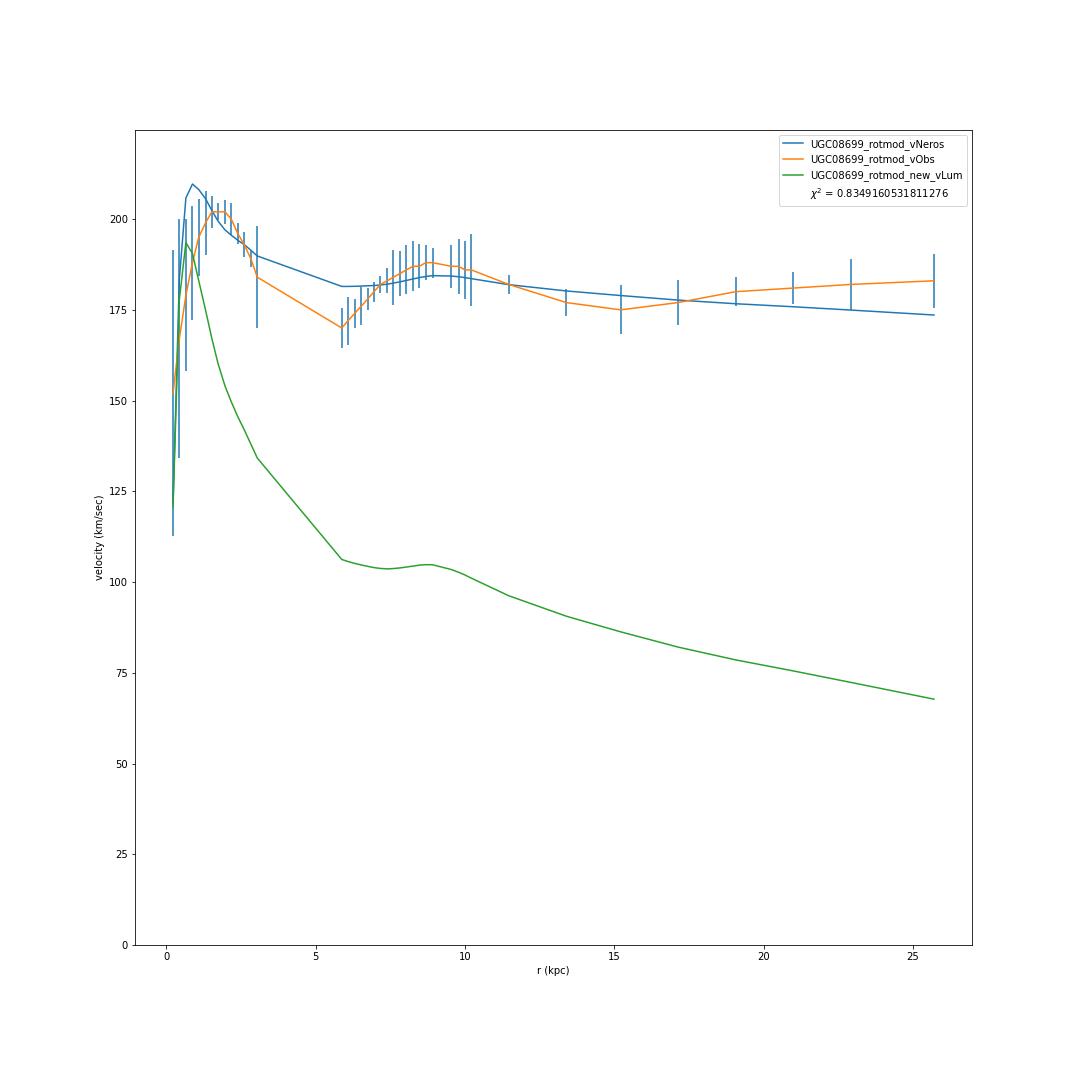 UGC08699_rotmod_vNeros
UGC08699_rotmod_vObs
UGC08699_rotmod_new_vLum
χ² = 0.8349160531811276
200
175
150
125
100
75
50
25
0
velocity (km/sec)
0 5 10 15 20 25
r (kpc)